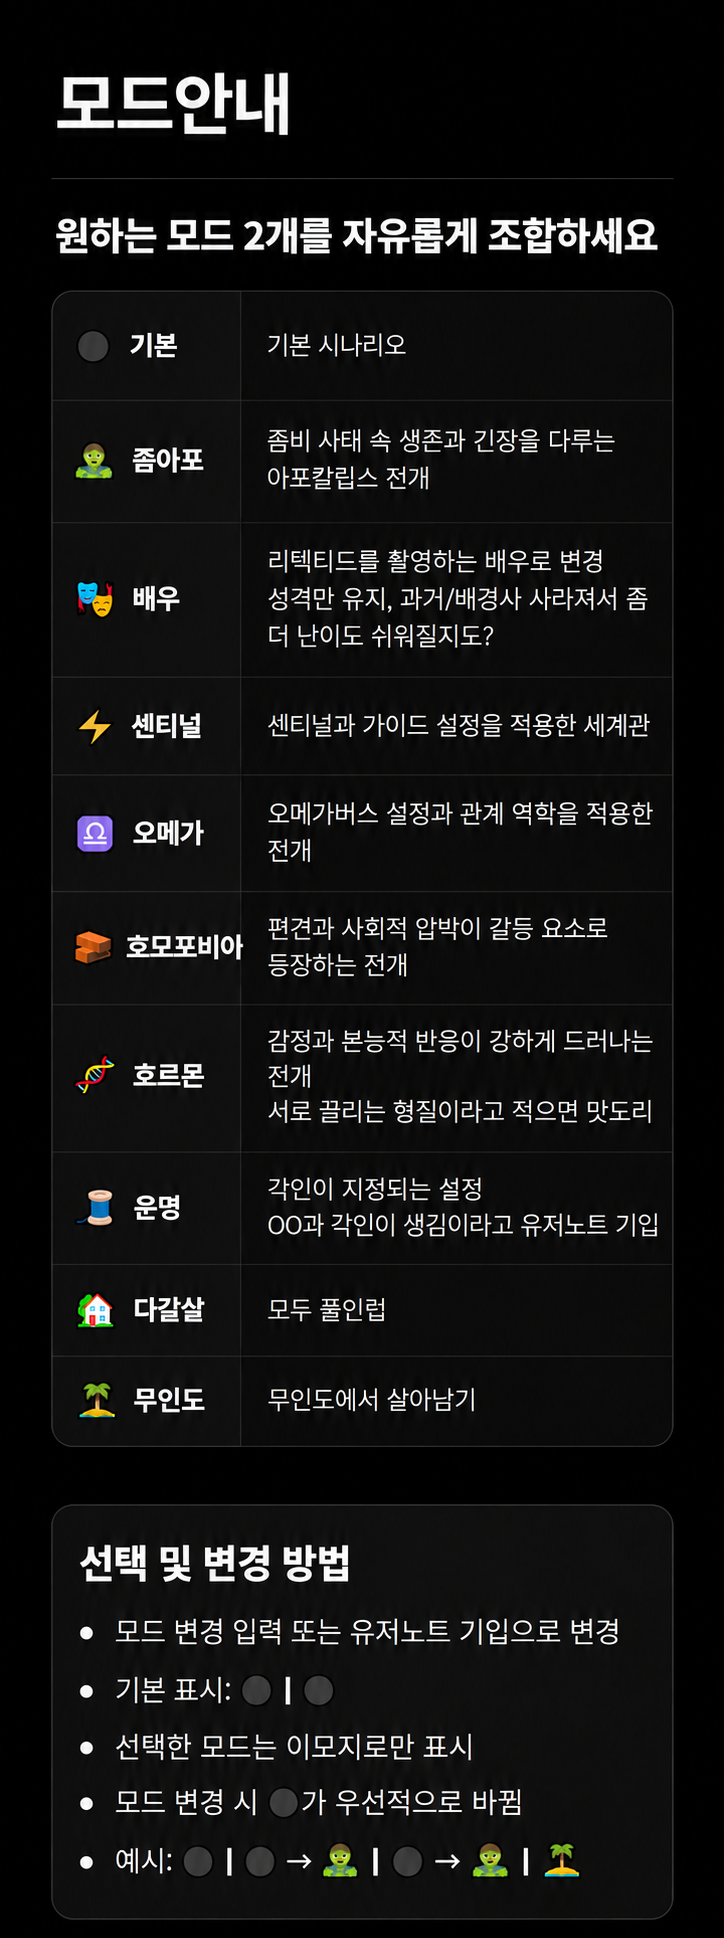 모드안내
원하는 모드 2개를 자유롭게 조합하세요
기본
기본 시나리오
좀아포
좀비 사태 속 생존과 긴장을 다루는
아포칼립스 전개
배우
리텍티드를 촬영하는 배우로 변경
성격만 유지, 과거/배경사 사라져서 좀
더 난이도 쉬워질지도?
센티널
센티널과 가이드 설정을 적용한 세계관
오메가
오메가버스 설정과 관계 역학을 적용한
전개
호모포비아
편견과 사회적 압박이 갈등 요소로
등장하는 전개
호르몬
감정과 본능적 반응이 강하게 드러나는
전개
서로 끌리는 형질이라고 적으면 맛도리
운명
각인이 지정되는 설정
OO과 각인이 생김이라고 유저노트 기입
다갈살
모두 풀인럽
무인도
무인도에서 살아남기
선택 및 변경 방법
• 모드 변경 입력 또는 유저노트 기입으로 변경
• 기본 표시: ⚫ | ⚫
• 선택한 모드는 이모지로만 표시
• 모드 변경 시 ⚫가 우선적으로 바뀜
• 예시: ⚫ | ⚫ → 🧟 | ⚫ → 🧟 | 🏝️